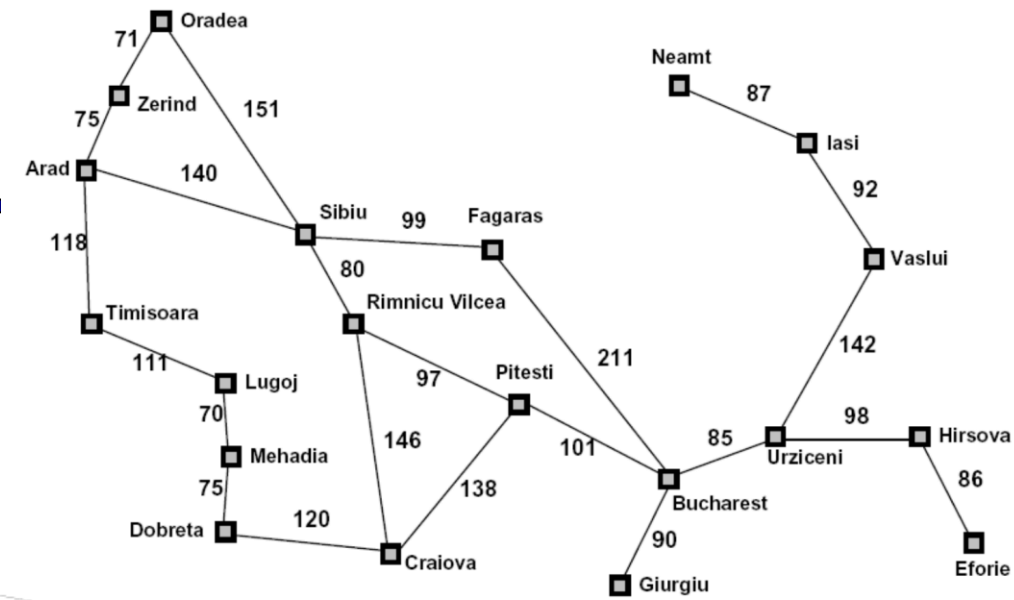 Oradea
71
Neamt
87
Zerind
151
75
Iasi
Arad
140
92
Sibiu
99
Fagaras
118
Vaslui
80
Rimnicu Vilcea
Timisoara
142
111
211
Lugoj
97
Pitesti
70
98
146
101
85
Hirsova
Mehadia
Urziceni
75
138
86
Bucharest
120
Dobreta
90
Craiova
Eforie
Giurgiu